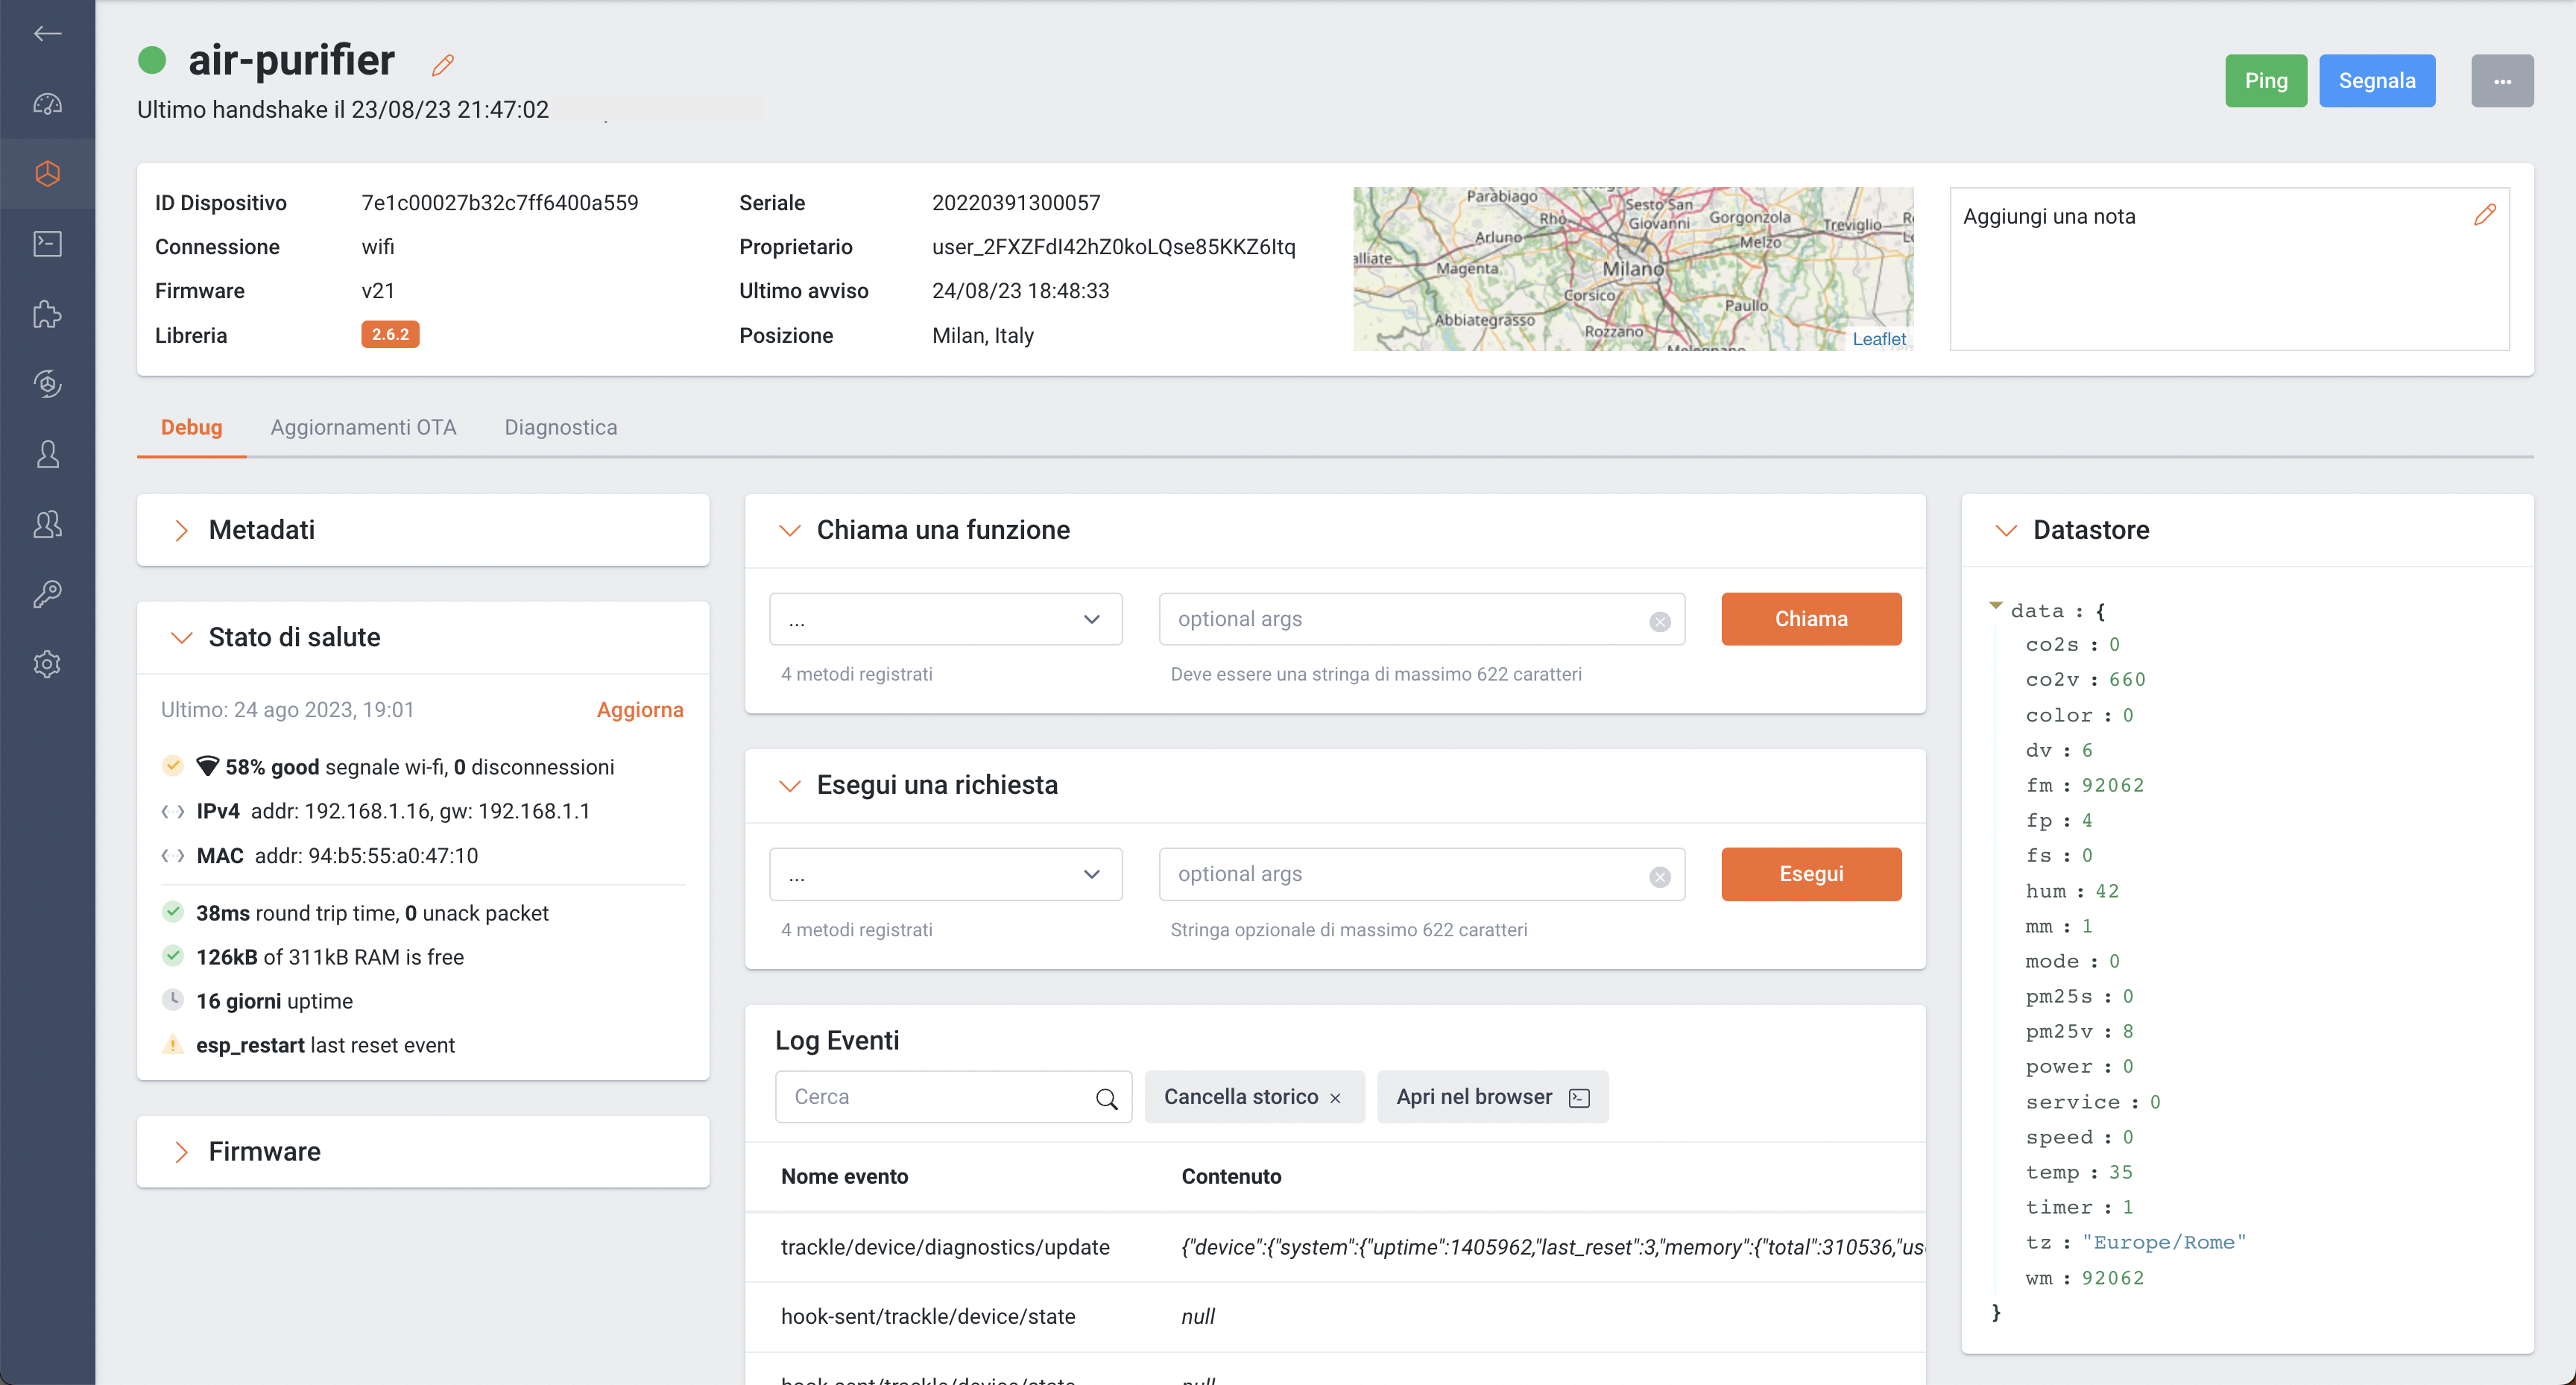 air-purifier
Ultimo handshake il 23/08/23 21:47:02
Ping
Segnala
...
ID Dispositivo 7e1c00027b32c7ff6400a559
Connessione wifi
Firmware v21
Libreria 2.6.2
Seriale 20220391300057
Proprietario user_2FXZFdI42hZ0koLQse85KKZ6Itq
Ultimo avviso 24/08/23 18:48:33
Posizione Milan, Italy
Parabiago
Sesto San
Giovanni
Rho
Gorgonzola
Treviglio
Arluno
Melzo
alliate
Magenta
Milano
Corsico
Paullo
Abbiategrasso
Rozzano
Leaflet
Aggiungi una nota
Debug
Aggiornamenti OTA
Diagnostica
Metadati
Stato di salute
Ultimo: 24 ago 2023, 19:01
Aggiorna
58% good segnale wi-fi, 0 disconnessioni
IPv4 addr: 192.168.1.16, gw: 192.168.1.1
MAC addr: 94:b5:55:a0:47:10
38ms round trip time, 0 unack packet
126kB of 311kB RAM is free
16 giorni uptime
esp_restart last reset event
Firmware
Chiama una funzione
...
optional args
Chiama
4 metodi registrati
Deve essere una stringa di massimo 622 caratteri
Esegui una richiesta
...
optional args
Esegui
4 metodi registrati
Stringa opzionale di massimo 622 caratteri
Log Eventi
Cerca
Cancella storico ×
Apri nel browser
Nome evento
Contenuto
trackle/device/diagnostics/update
{"device":{"system":{"uptime":1405962,"last_reset":3,"memory":{"total":310536,"us
hook-sent/trackle/device/state
null
hook-sent/trackle/device/state
null
Datastore
data : {
co2s : 0
co2v : 660
color : 0
dv : 6
fm : 92062
fp : 4
fs : 0
hum : 42
mm : 1
mode : 0
pm25s : 0
pm25v : 8
power : 0
service : 0
speed : 0
temp : 35
timer : 1
tz : "Europe/Rome"
wm : 92062
}